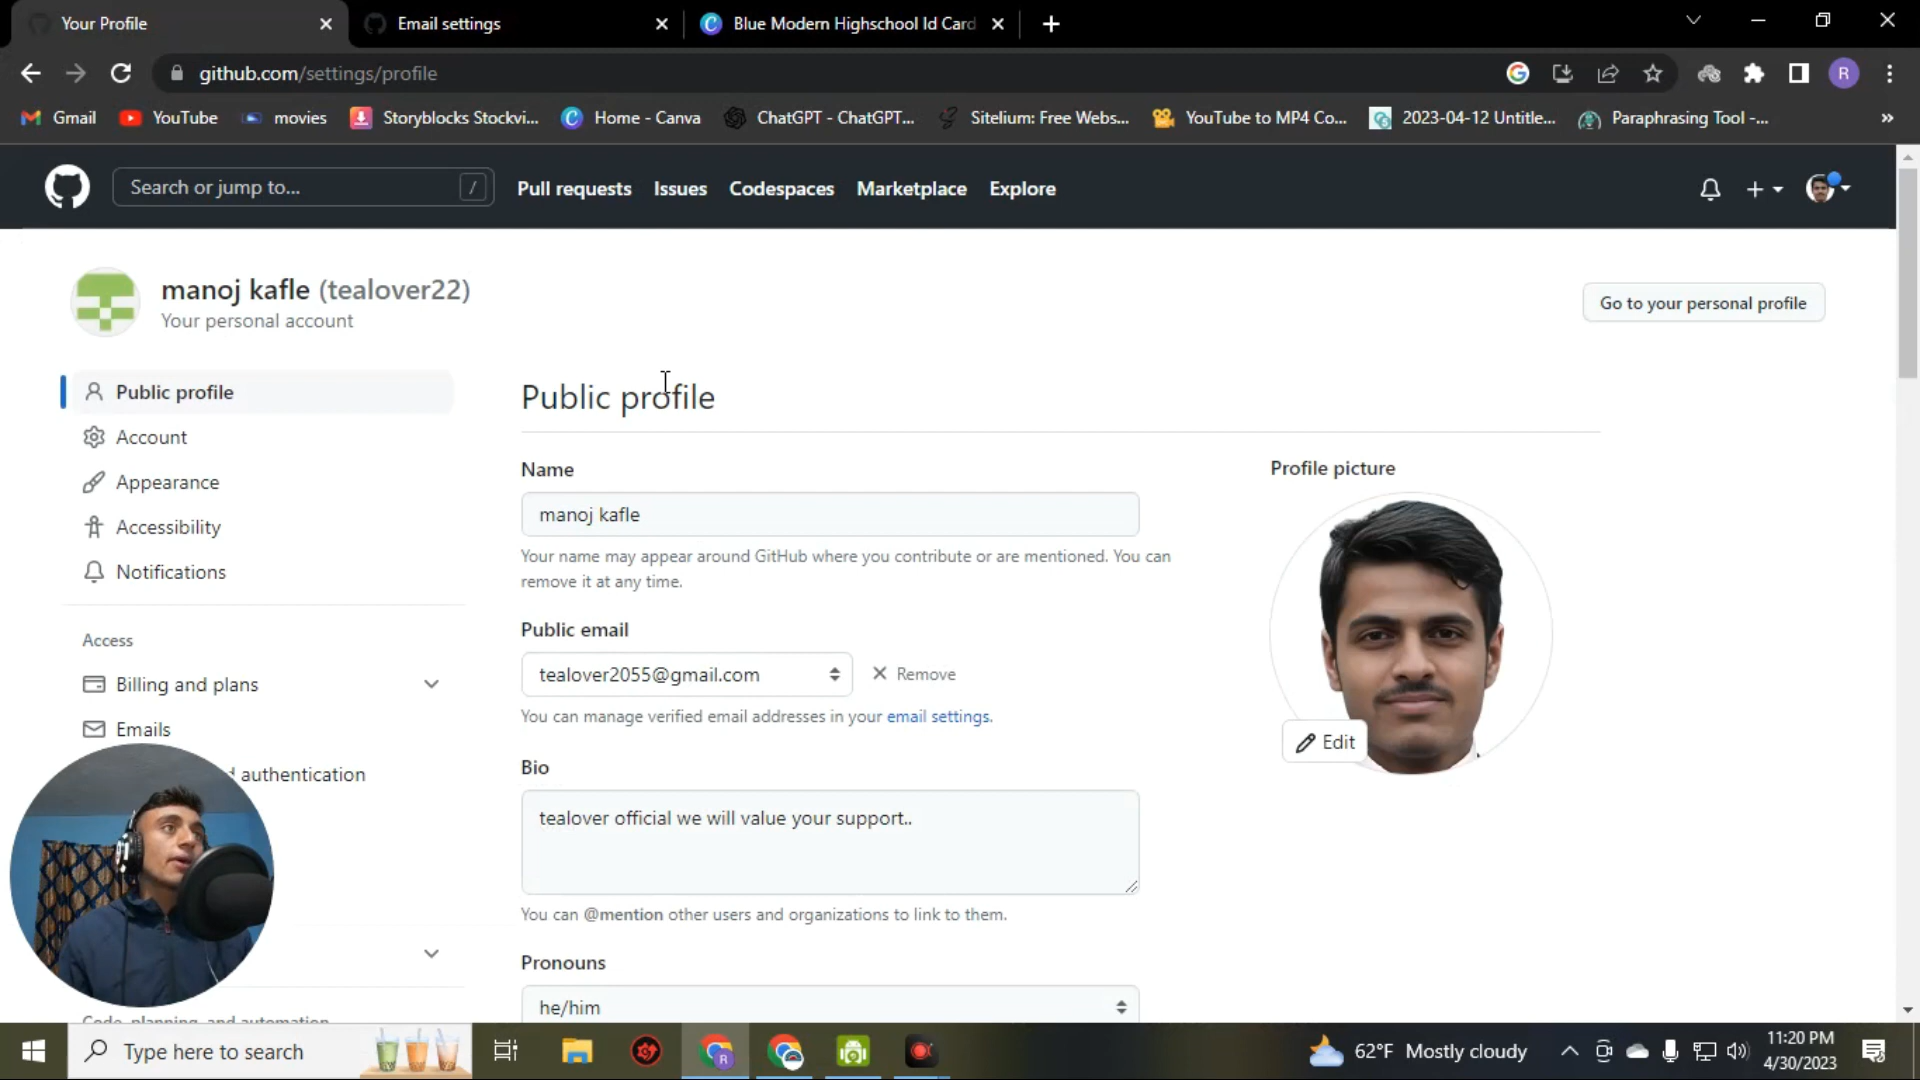 Your Profile
Email settings
Blue Modern Highschool Id Card
github.com/settings/profile
R
Gmail
YouTube
movies
Storyblocks Stockvi...
Home - Canva
ChatGPT - ChatGPT...
Sitelium: Free Webs...
YouTube to MP4 Co...
2023-04-12 Untitle...
Paraphrasing Tool -...
»
Search or jump to...
/
Pull requests
Issues
Codespaces
Marketplace
Explore
manoj kafle (tealover22)
Your personal account
Go to your personal profile
Public profile
Account
Appearance
Accessibility
Notifications
Access
Billing and plans
Emails
d authentication
Public profile
Name
manoj kafle
Your name may appear around GitHub where you contribute or are mentioned. You can
remove it at any time.
Public email
tealover2055@gmail.com
Remove
You can manage verified email addresses in your email settings.
Bio
tealover official we will value your support..
You can @mention other users and organizations to link to them.
Pronouns
he/him
Profile picture
Edit
Code, planning, and automation
Type here to search
62°F Mostly cloudy
11:20 PM
4/30/2023